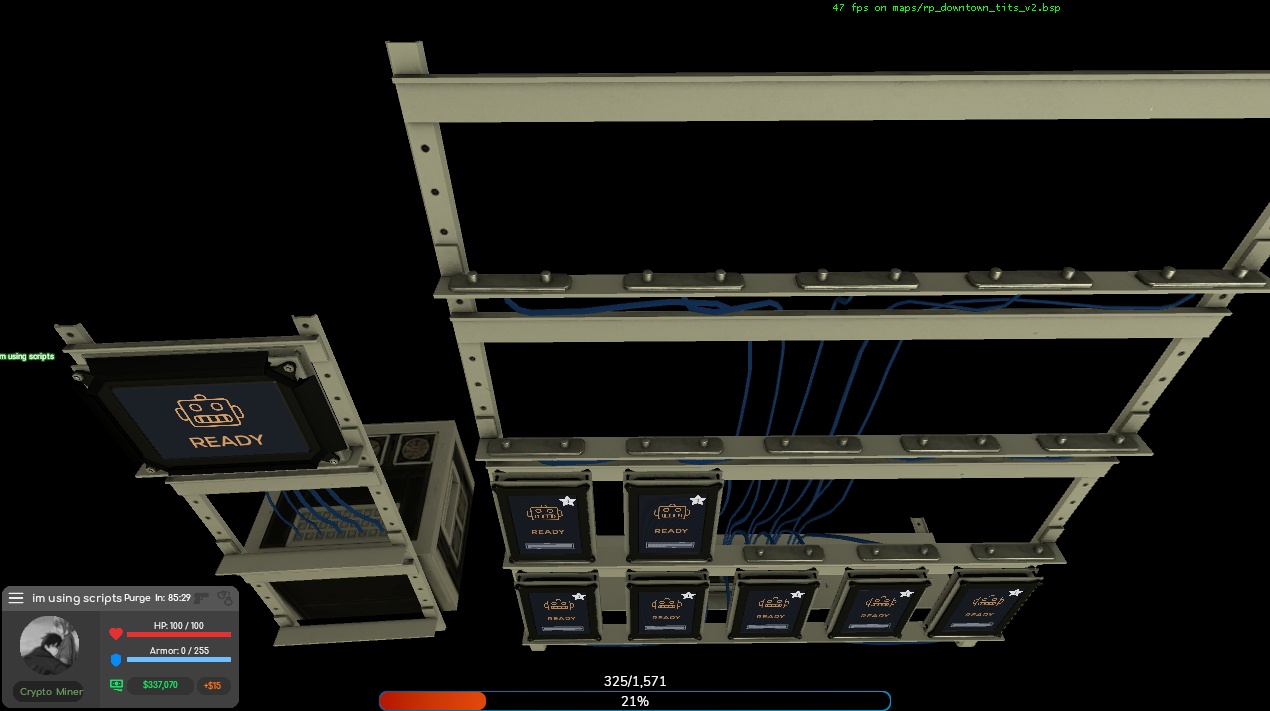 47 fps on maps/rp_downtown_tits_v2.bsp
m using scripts
READY
READY
READY
READY
READY
READY
READY
READY
im using scripts Purge In: 85:29
HP: 100 / 100
Armor: 0 / 255
Crypto Miner
$337,070
+$15
325/1,571
21%